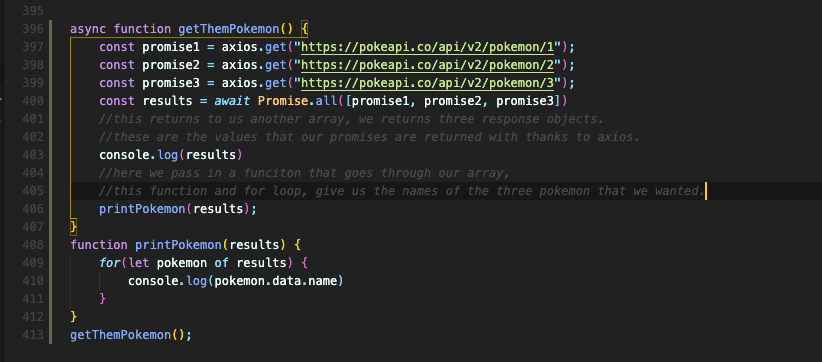 395
396 async function getThemPokemon() {
397 const promise1 = axios.get("https://pokeapi.co/api/v2/pokemon/1");
398 const promise2 = axios.get("https://pokeapi.co/api/v2/pokemon/2");
399 const promise3 = axios.get("https://pokeapi.co/api/v2/pokemon/3");
400 const results = await Promise.all([promise1, promise2, promise3])
401 //this returns to us another array, we returns three response objects.
402 //these are the values that our promises are returned with thanks to axios.
403 console.log(results)
404 //here we pass in a funciton that goes through our array,
405 //this function and for loop, give us the names of the three pokemon that we wanted.
406 printPokemon(results);
407 }
408 function printPokemon(results) {
409 for(let pokemon of results) {
410 console.log(pokemon.data.name)
411 }
412 }
413 getThemPokemon();